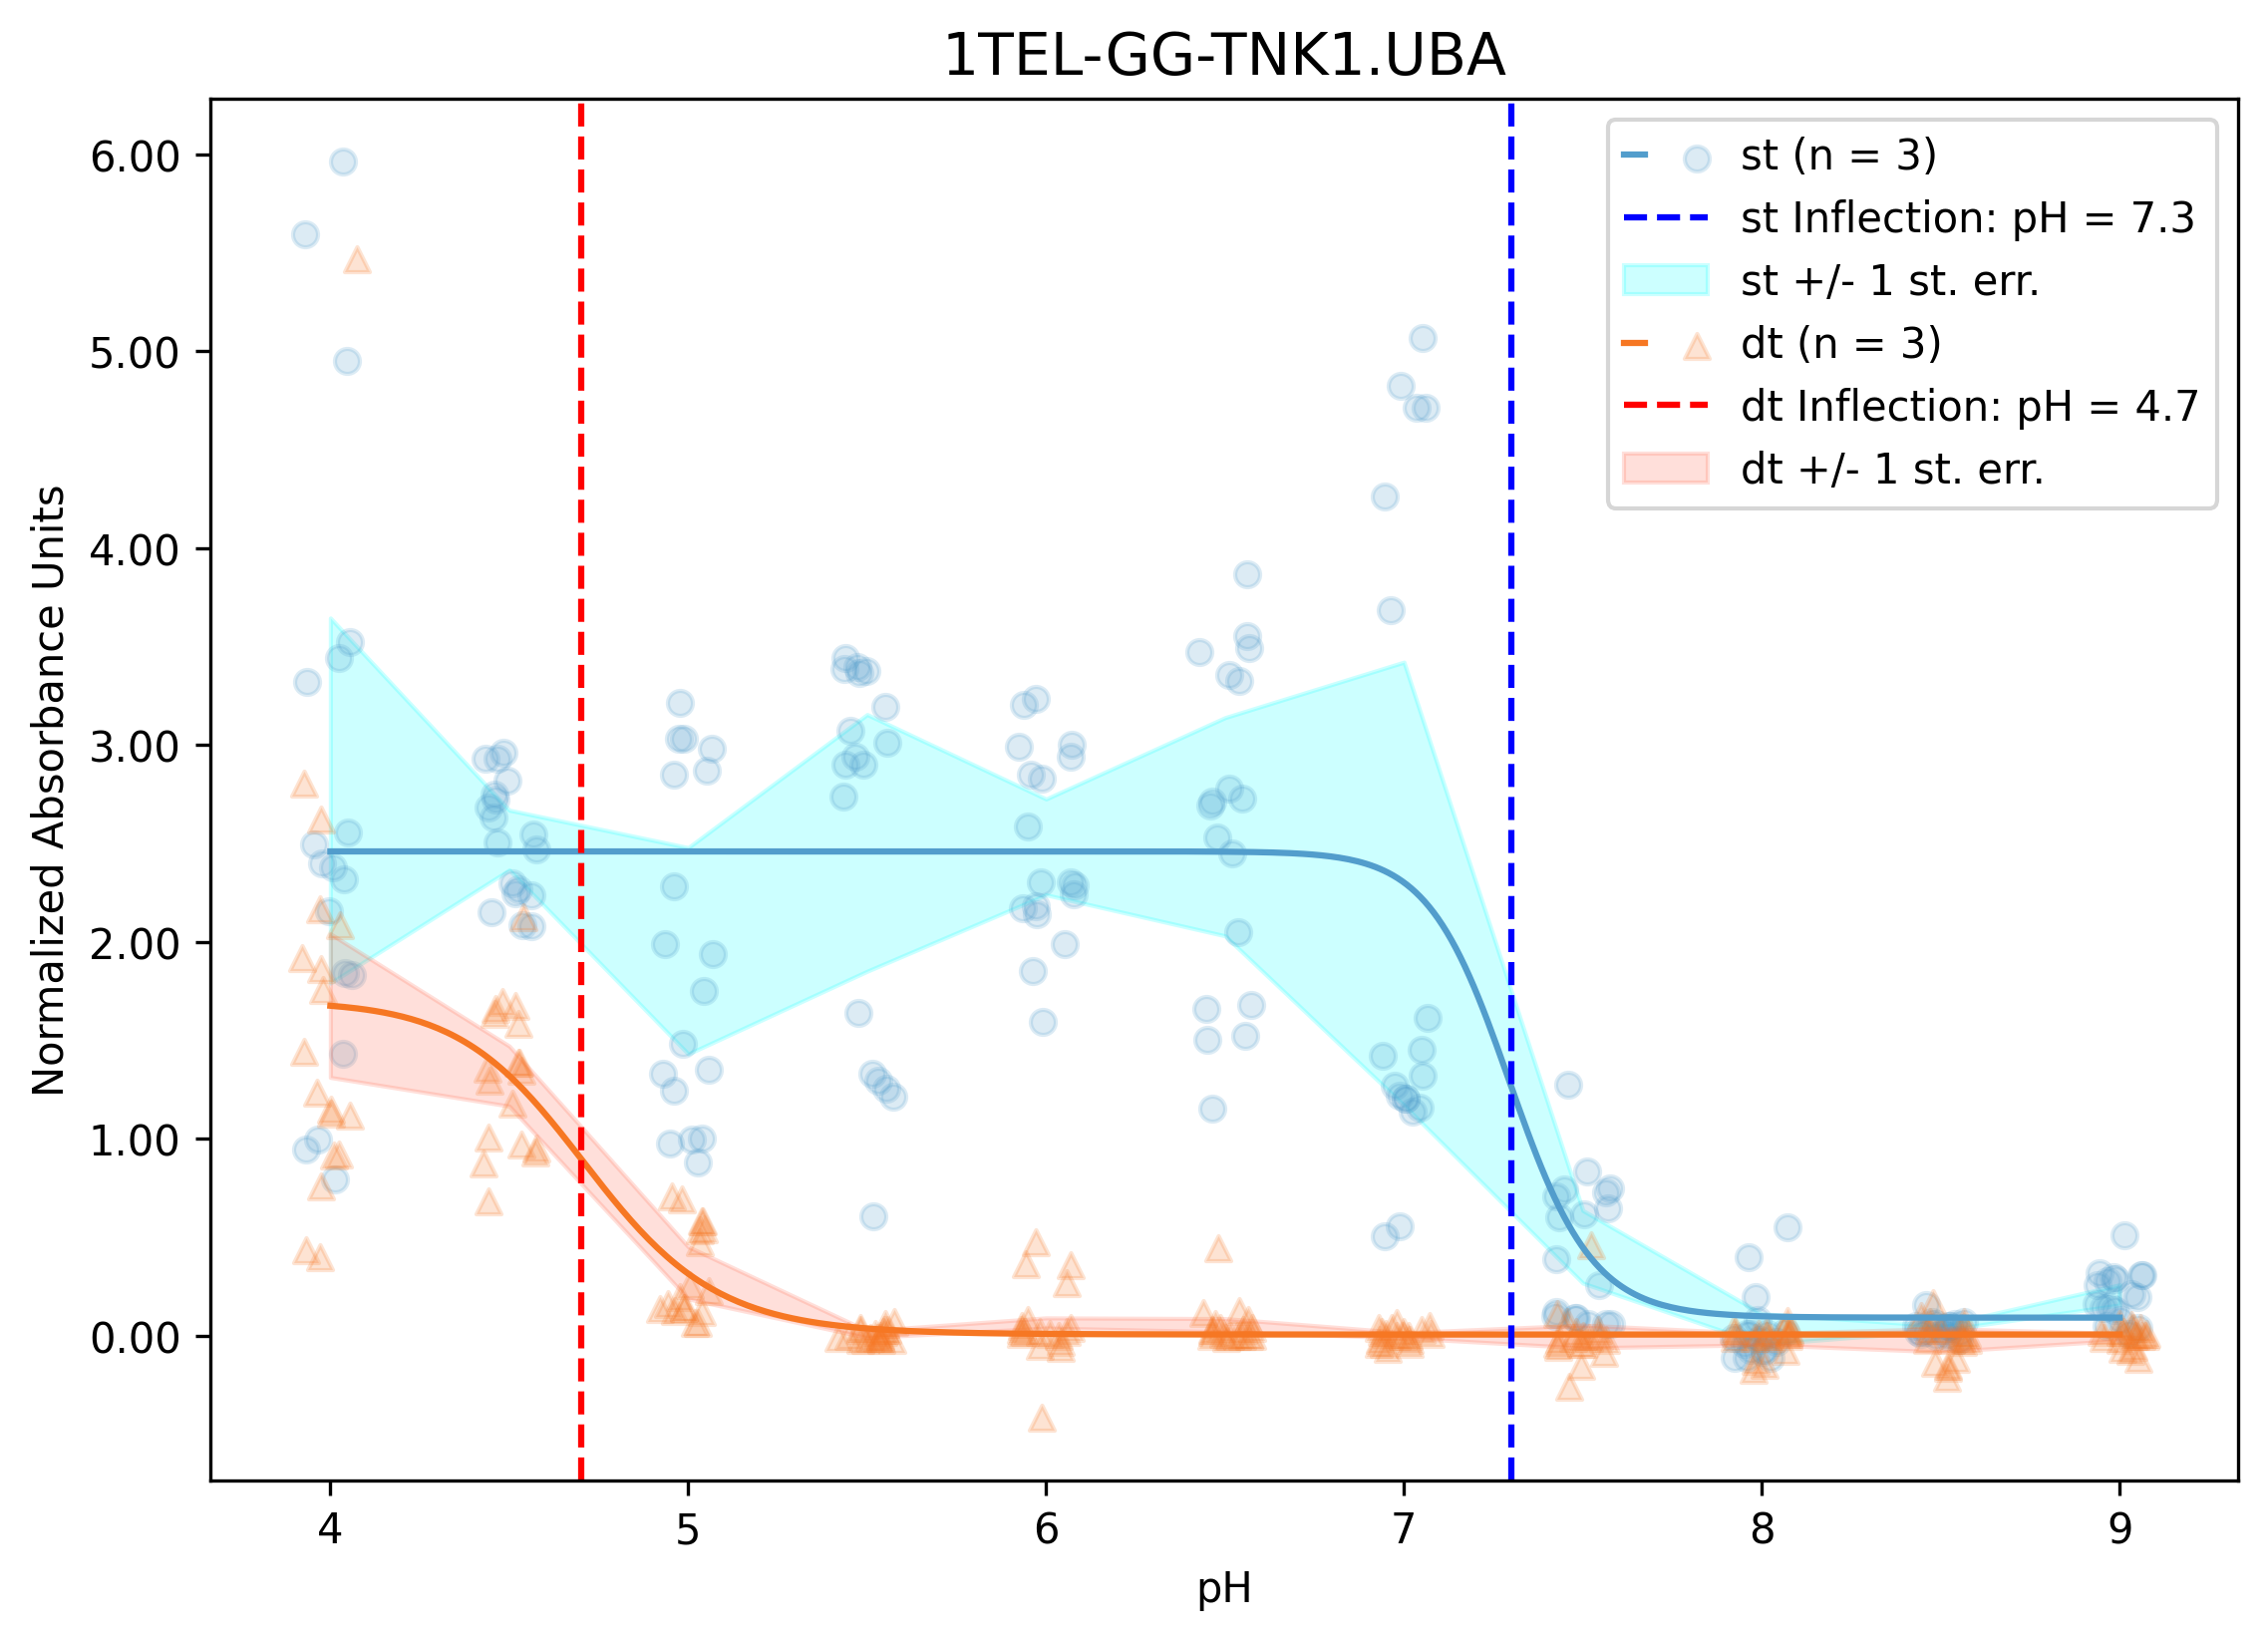 1TEL-GG-TNK1.UBA
6.00
5.00
4.00
3.00
2.00
1.00
0.00
Normalized Absorbance Units
st (n = 3)
st Inflection: pH = 7.3
st +/- 1 st. err.
dt (n = 3)
dt Inflection: pH = 4.7
dt +/- 1 st. err.
4 5 6 7 8 9
pH